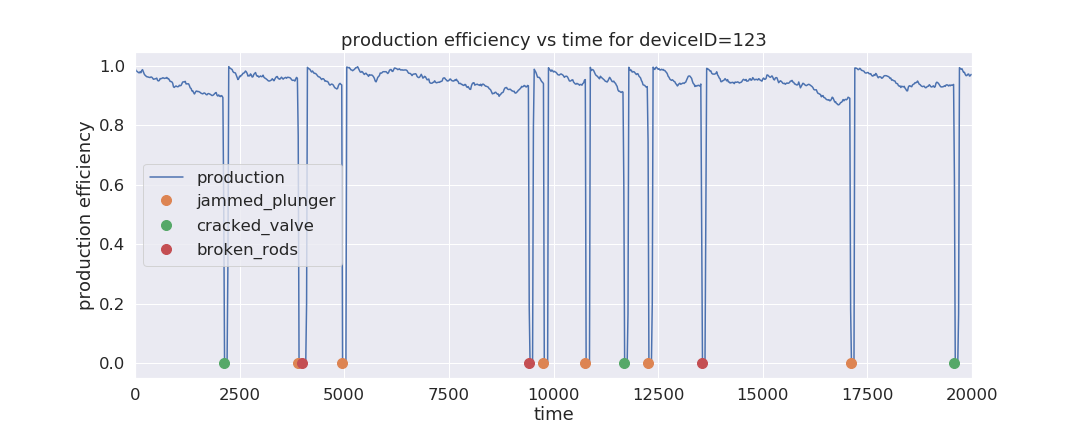 production efficiency vs time for deviceID=123
production efficiency
1.0
0.8
0.6
0.4
0.2
0.0
production
jammed_plunger
cracked_valve
broken_rods
0 2500 5000 7500 10000 12500 15000 17500 20000
time